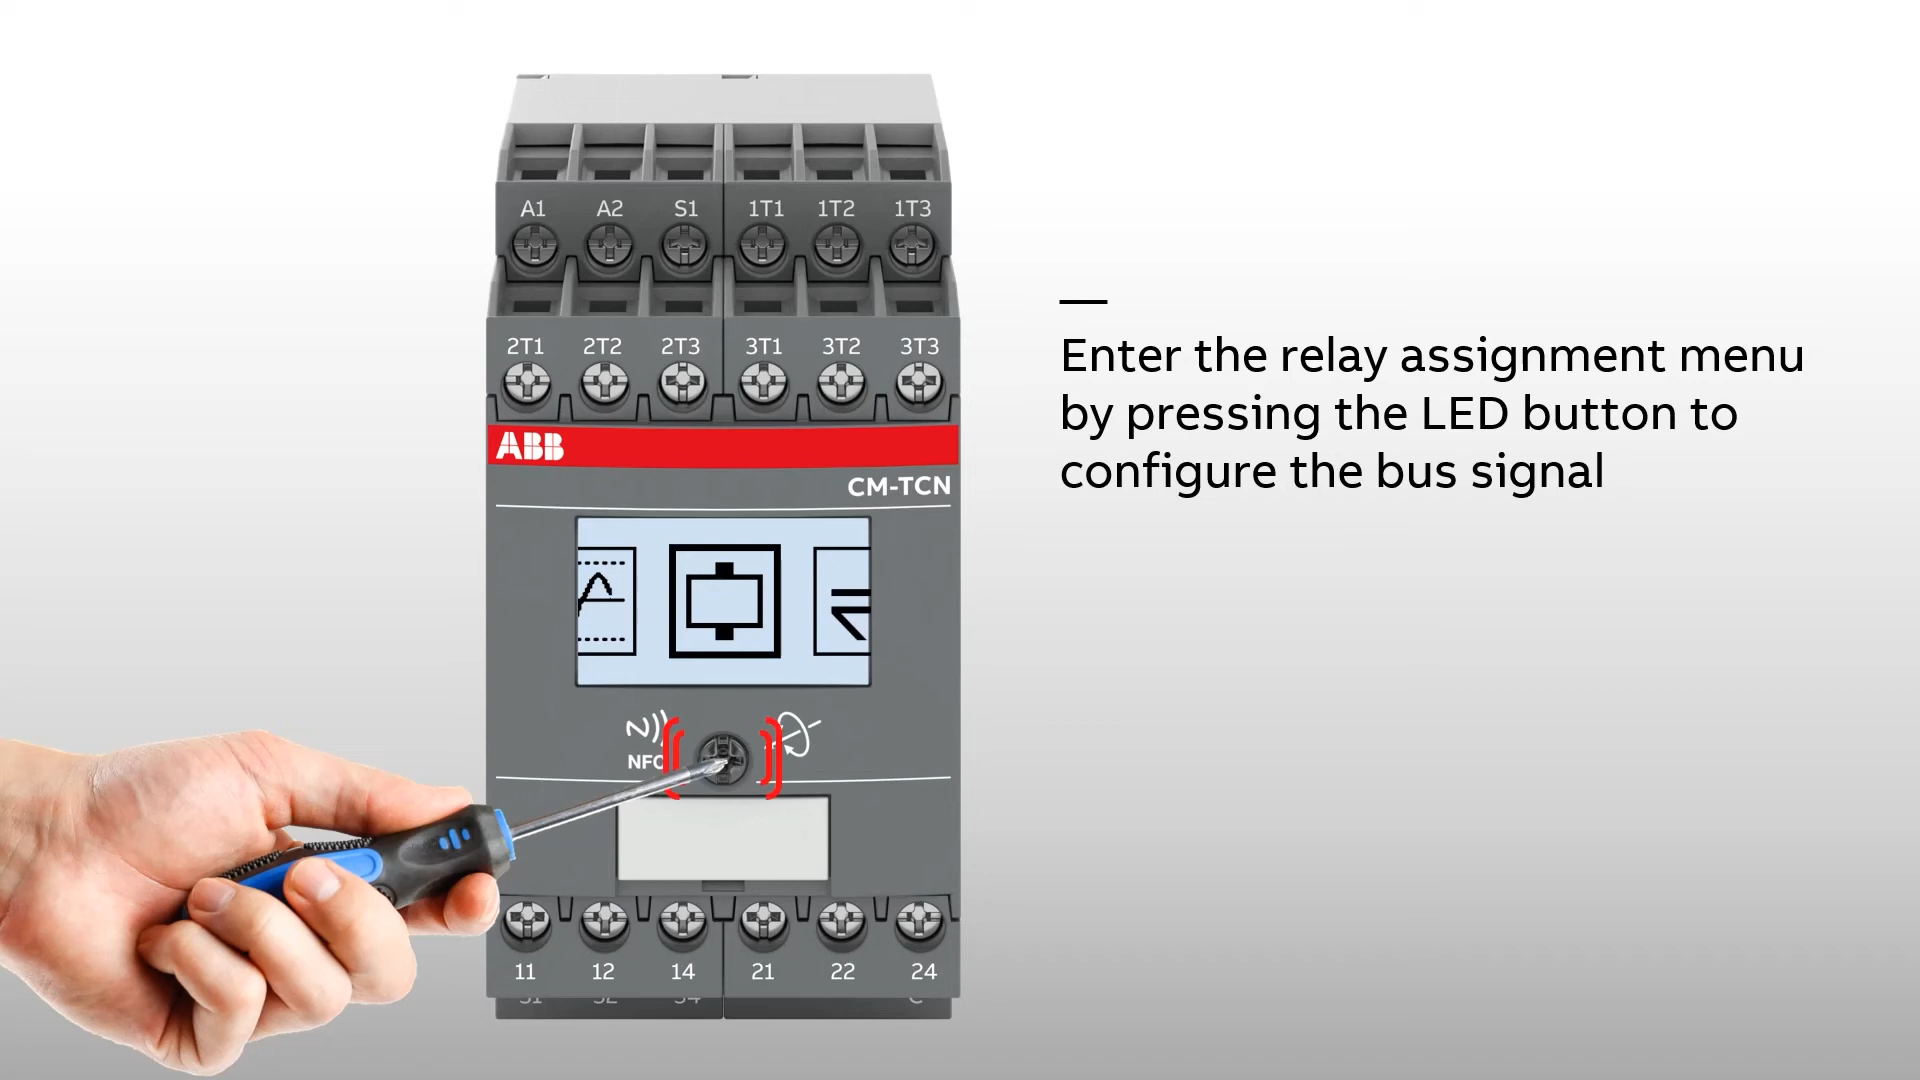 A1 A2 S1 1T1 1T2 1T3
2T1 2T2 2T3 3T1 3T2 3T3
ABB
CM-TCN
Enter the relay assignment menu
by pressing the LED button to
configure the bus signal
NFC
11 12 14 21 22 24